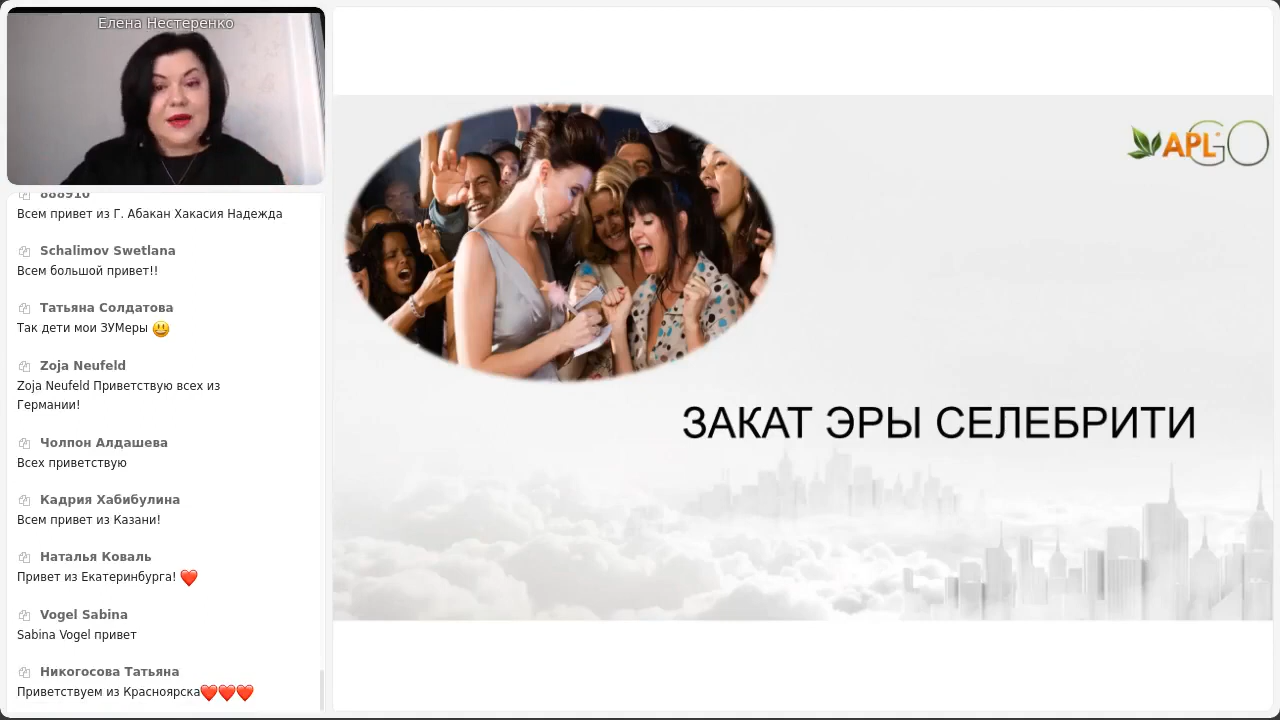 Елена Нестеренко
888910
Всем привет из Г. Абакан Хакасия Надежда
Schalimov Swetlana
Всем большой привет!!
Татьяна Солдатова
Так дети мои ЗУМеры
Zoja Neufeld
Zoja Neufeld Приветствую всех из
Германии!
Чолпон Алдашева
Всех приветствую
Кадрия Хабибулина
Всем привет из Казани!
Наталья Коваль
Привет из Екатеринбурга!
Vogel Sabina
Sabina Vogel привет
Никогосова Татьяна
Приветствуем из Красноярска
APLGO
ЗАКАТ ЭРЫ СЕЛЕБРИТИ